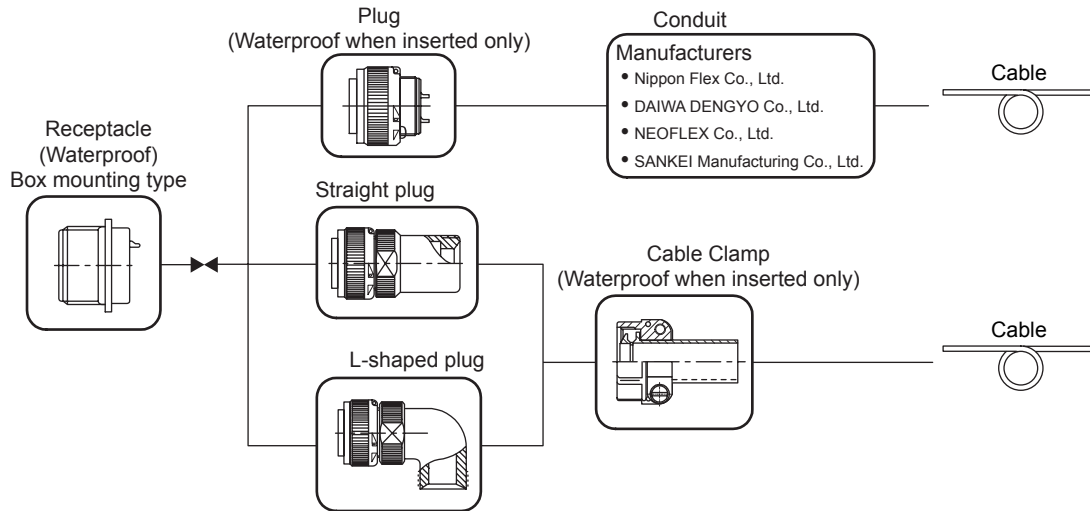 Plug
(Waterproof when inserted only)
Conduit
Manufacturers
• Nippon Flex Co., Ltd.
• DAIWA DENGYO Co., Ltd.
• NEOFLEX Co., Ltd.
• SANKEI Manufacturing Co., Ltd.
Cable
Receptacle
(Waterproof)
Box mounting type
Straight plug
Cable Clamp
(Waterproof when inserted only)
Cable
L-shaped plug